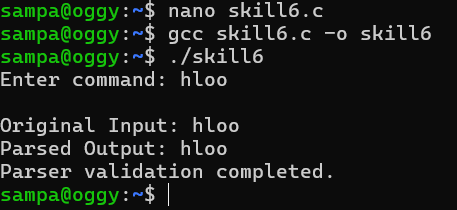 sampa@oggy:~$ nano skill6.c
sampa@oggy:~$ gcc skill6.c -o skill6
sampa@oggy:~$ ./skill6
Enter command: hloo

Original Input: hloo
Parsed Output: hloo
Parser validation completed.
sampa@oggy:~$